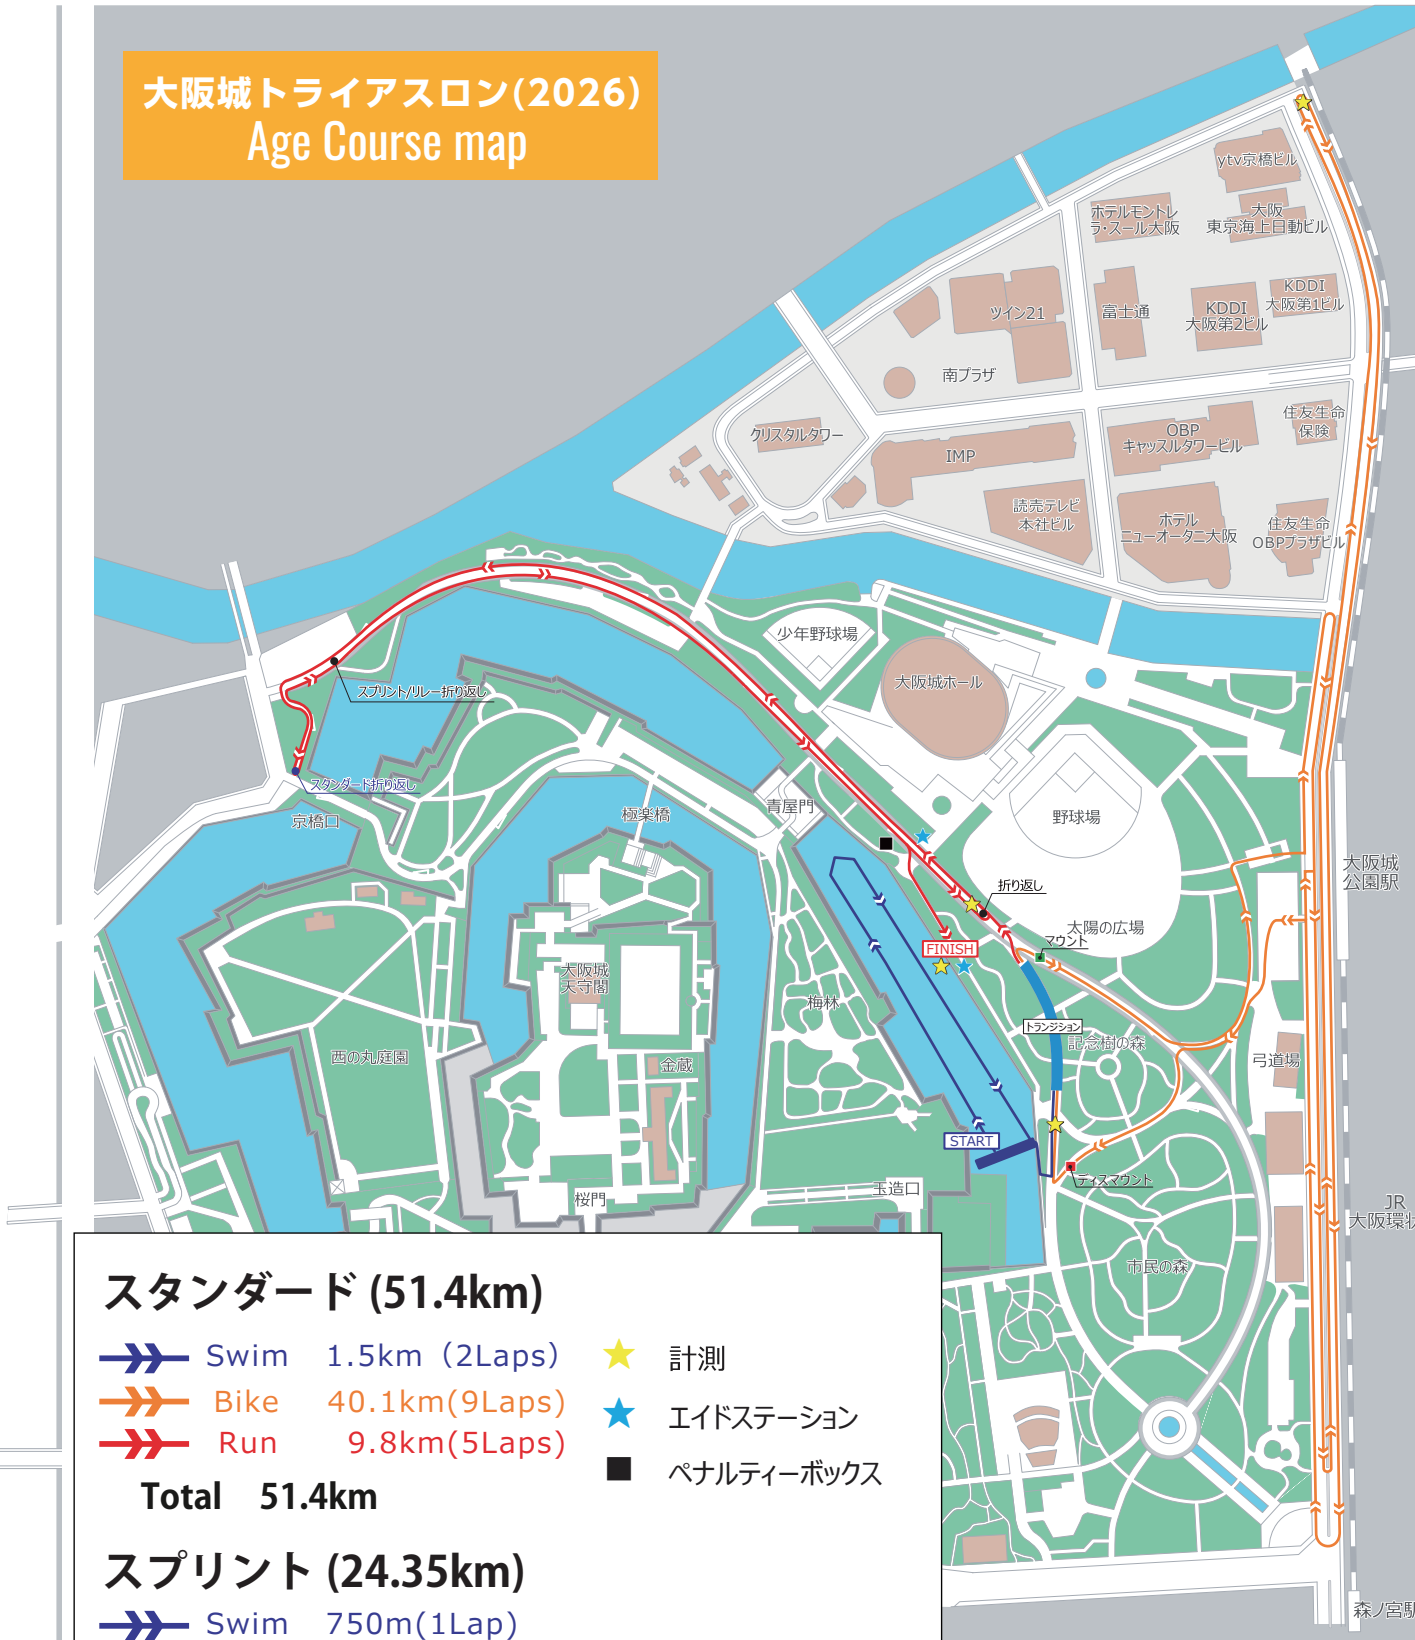 大阪城トライアスロン(2026)
Age Course map
ytv京橋ビル
ホテルモントレ
ラ・スール大阪
大阪
東京海上日動ビル
ツイン21
富士通
KDDI
大阪第2ビル
KDDI
大阪第1ビル
南プラザ
クリスタルタワー
IMP
OBP
キャッスルタワービル
住友生命
保険
読売テレビ
本社ビル
ホテル
ニューオータニ大阪
住友生命
OBPプラザビル
少年野球場
大阪城ホール
スプリント/リレー折り返し
スタンダード折り返し
京橋口
極楽橋
青屋門
野球場
大阪城
公園駅
折り返し
太陽の広場
マウント
FINISH
大阪城
天守閣
梅林
トランジション
記念樹の森
西の丸庭園
金蔵
弓道場
START
ディスマウント
桜門
玉造口
JR
大阪環状
市民の森
森ノ宮駅
スタンダード (51.4km)
Swim 1.5km（2Laps）
Bike 40.1km(9Laps)
Run 9.8km(5Laps)
Total 51.4km
計測
エイドステーション
ペナルティーボックス
スプリント (24.35km)
Swim 750m(1Lap)